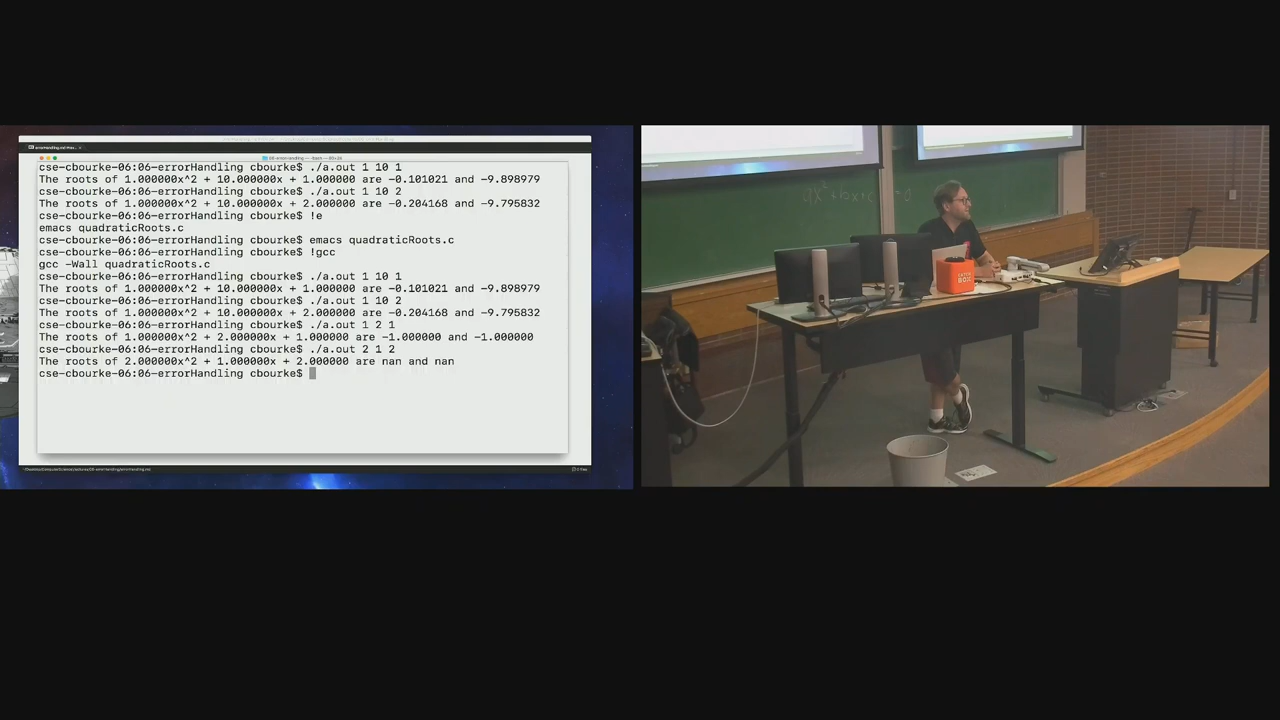 cse-cbourke-06:06-errorHandling cbourke$ ./a.out 1 10 1
The roots of 1.000000x^2 + 10.000000x + 1.000000 are -0.101021 and -9.898979
cse-cbourke-06:06-errorHandling cbourke$ ./a.out 1 10 2
The roots of 1.000000x^2 + 10.000000x + 2.000000 are -0.204168 and -9.795832
cse-cbourke-06:06-errorHandling cbourke$ !e
emacs quadraticRoots.c
cse-cbourke-06:06-errorHandling cbourke$ emacs quadraticRoots.c
cse-cbourke-06:06-errorHandling cbourke$ !gcc
gcc -Wall quadraticRoots.c
cse-cbourke-06:06-errorHandling cbourke$ ./a.out 1 10 1
The roots of 1.000000x^2 + 10.000000x + 1.000000 are -0.101021 and -9.898979
cse-cbourke-06:06-errorHandling cbourke$ ./a.out 1 10 2
The roots of 1.000000x^2 + 10.000000x + 2.000000 are -0.204168 and -9.795832
cse-cbourke-06:06-errorHandling cbourke$ ./a.out 1 2 1
The roots of 1.000000x^2 + 2.000000x + 1.000000 are -1.000000 and -1.000000
cse-cbourke-06:06-errorHandling cbourke$ ./a.out 2 1 2
The roots of 2.000000x^2 + 1.000000x + 2.000000 are nan and nan
cse-cbourke-06:06-errorHandling cbourke$
ax² + bx + c = 0
BOX